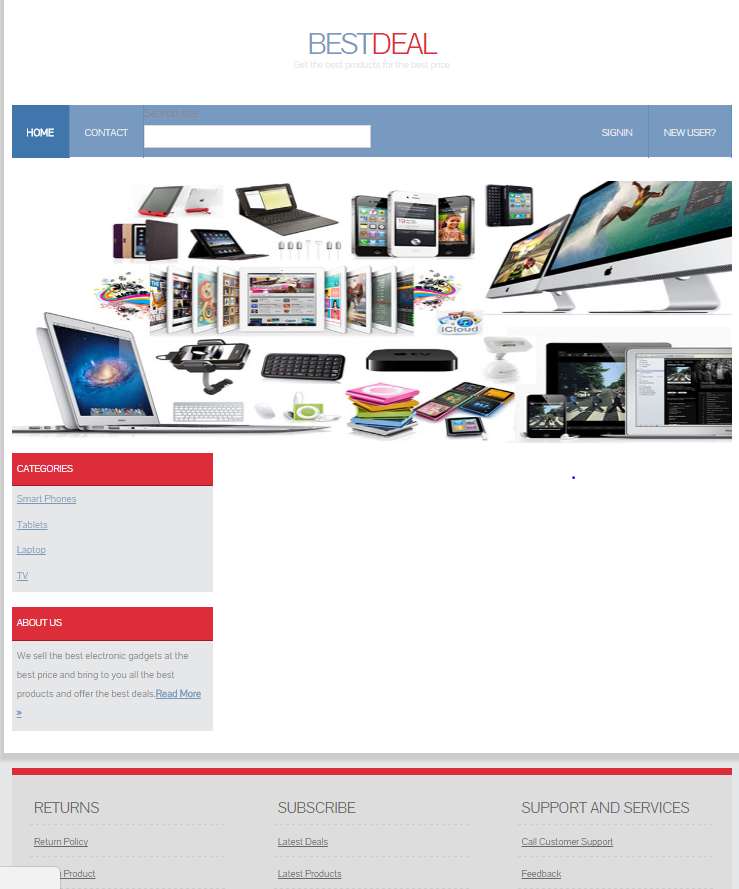 BESTDEAL
Get the best products for the best price
HOME
CONTACT
Search site
SIGNIN
NEW USER?
iCloud
tv
CATEGORIES
Smart Phones
Tablets
Laptop
TV
ABOUT US
We sell the best electronic gadgets at the
best price and bring to you all the best
products and offer the best deals.Read More
»
RETURNS
SUBSCRIBE
SUPPORT AND SERVICES
Return Policy
Latest Deals
Call Customer Support
Product
Latest Products
Feedback